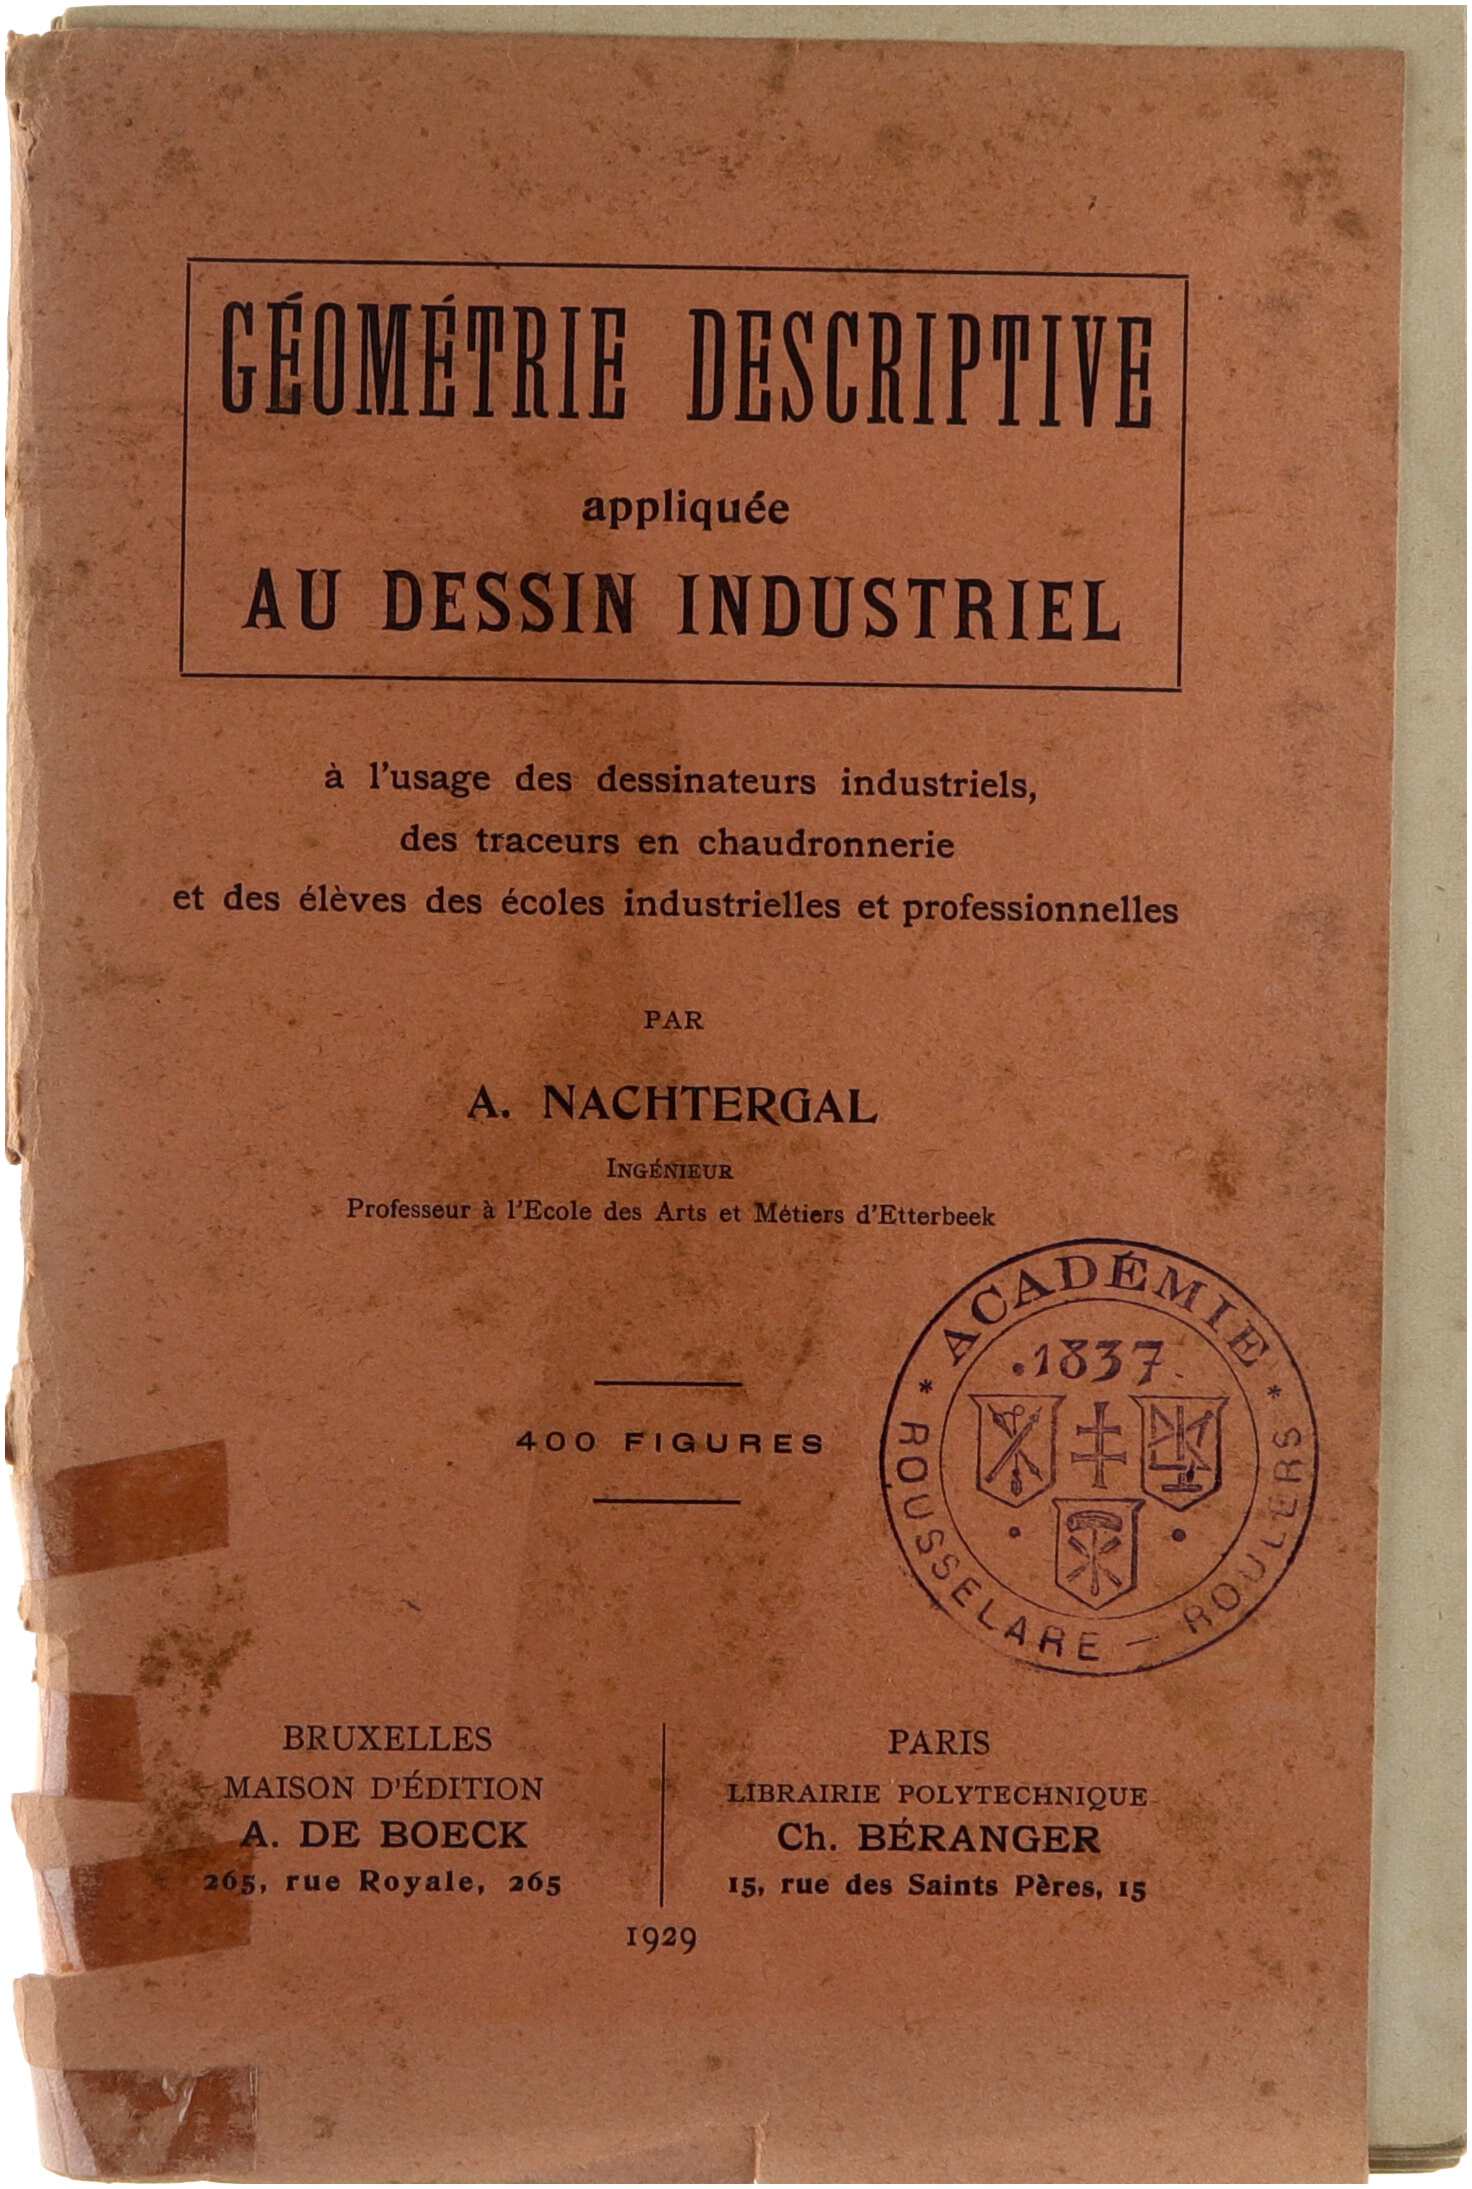 GÉOMÉTRIE DESCRIPTIVE
appliquée
AU DESSIN INDUSTRIEL
à l'usage des dessinateurs industriels,
des traceurs en chaudronnerie
et des élèves des écoles industrielles et professionnelles
PAR
A. NACHTERGAL
INGÉNIEUR
Professeur à l'Ecole des Arts et Métiers d'Etterbeek
* ACADÉMIE *
.1837.
ROUSSELARE — ROULERS
400 FIGURES
BRUXELLES
MAISON D'ÉDITION
A. DE BOECK
265, rue Royale, 265
PARIS
LIBRAIRIE POLYTECHNIQUE
Ch. BÉRANGER
15, rue des Saints Pères, 15
1929